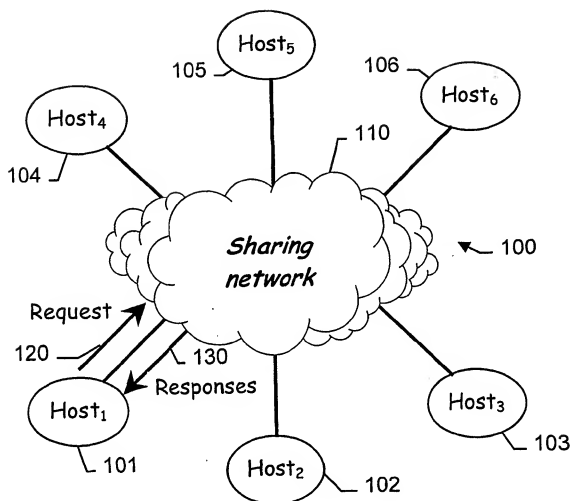 Host5
105
106
Host6
Host4
110
104
Sharing
network
100
Request
120
130
Responses
Host1
Host3
101
103
Host2
102